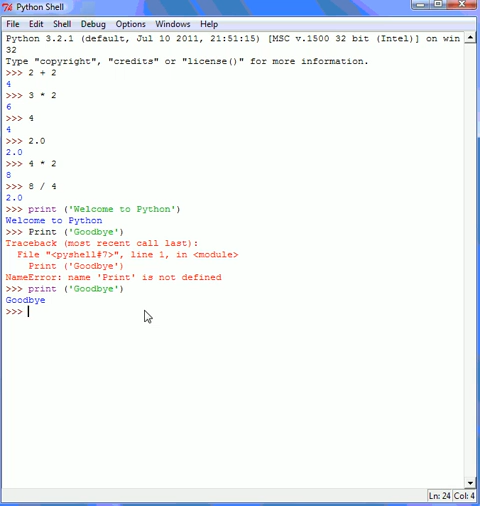 Python Shell
File Edit Shell Debug Options Windows Help
Python 3.2.1 (default, Jul 10 2011, 21:51:15) [MSC v.1500 32 bit (Intel)] on win
32
Type "copyright", "credits" or "license()" for more information.
>>> 2 + 2
4
>>> 3 * 2
6
>>> 4
4
>>> 2.0
2.0
>>> 4 * 2
8
>>> 8 / 4
2.0
>>> print ('Welcome to Python')
Welcome to Python
>>> Print ('Goodbye')
Traceback (most recent call last):
  File "<pyshell#7>", line 1, in <module>
    Print ('Goodbye')
NameError: name 'Print' is not defined
>>> print ('Goodbye')
Goodbye
>>>
Ln: 24 Col: 4